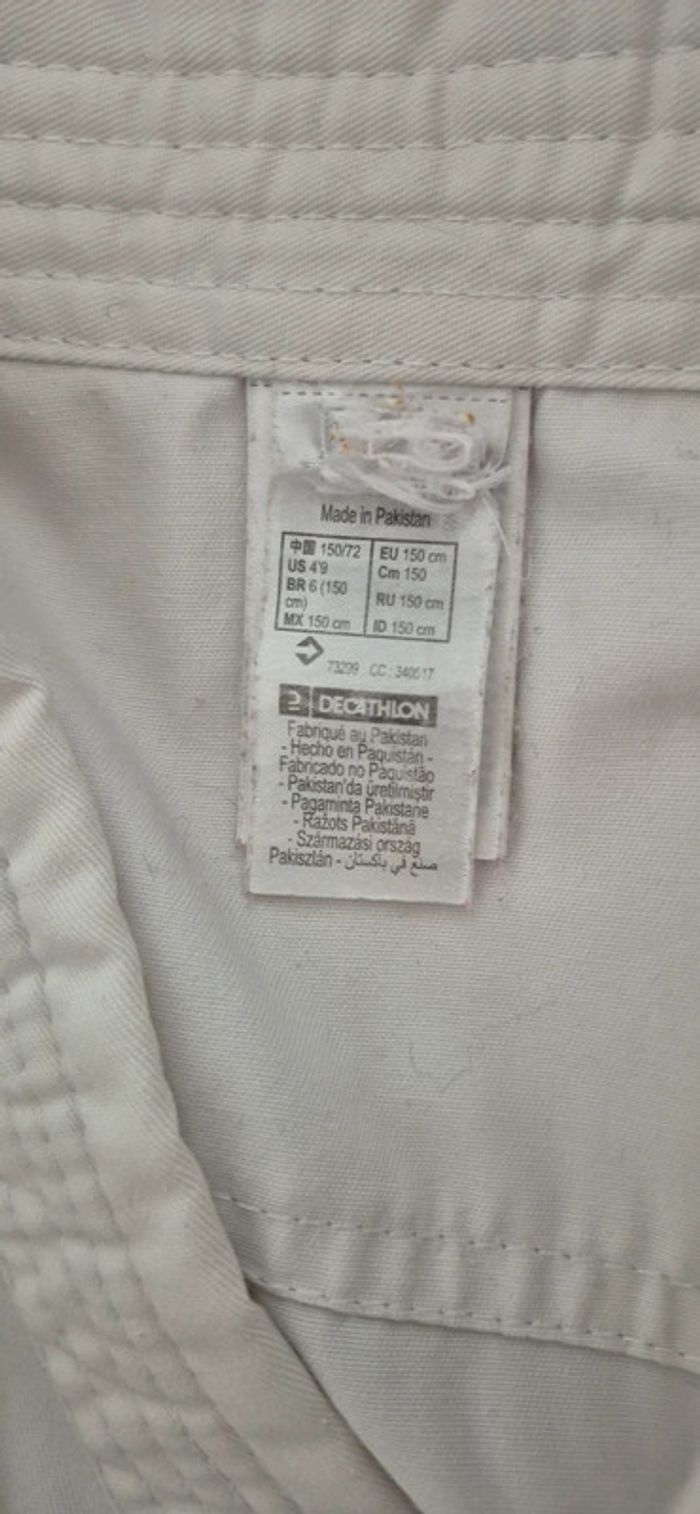 Made in Pakistan
中国 150/72
US 4'9
BR 6 (150
cm)
MX 150 cm
EU 150 cm
Cm 150
RU 150 cm
ID 150 cm
73299 CC : 340517
DECATHLON
Fabriqué au Pakistan
- Hecho en Paquistán -
Fabricado no Paquistão
- Pakistan'da üretilmiştir
- Pagaminta Pakistane
- Ražots Pakistānā
- Származási ország
Pakisztán - صنع في باكستان